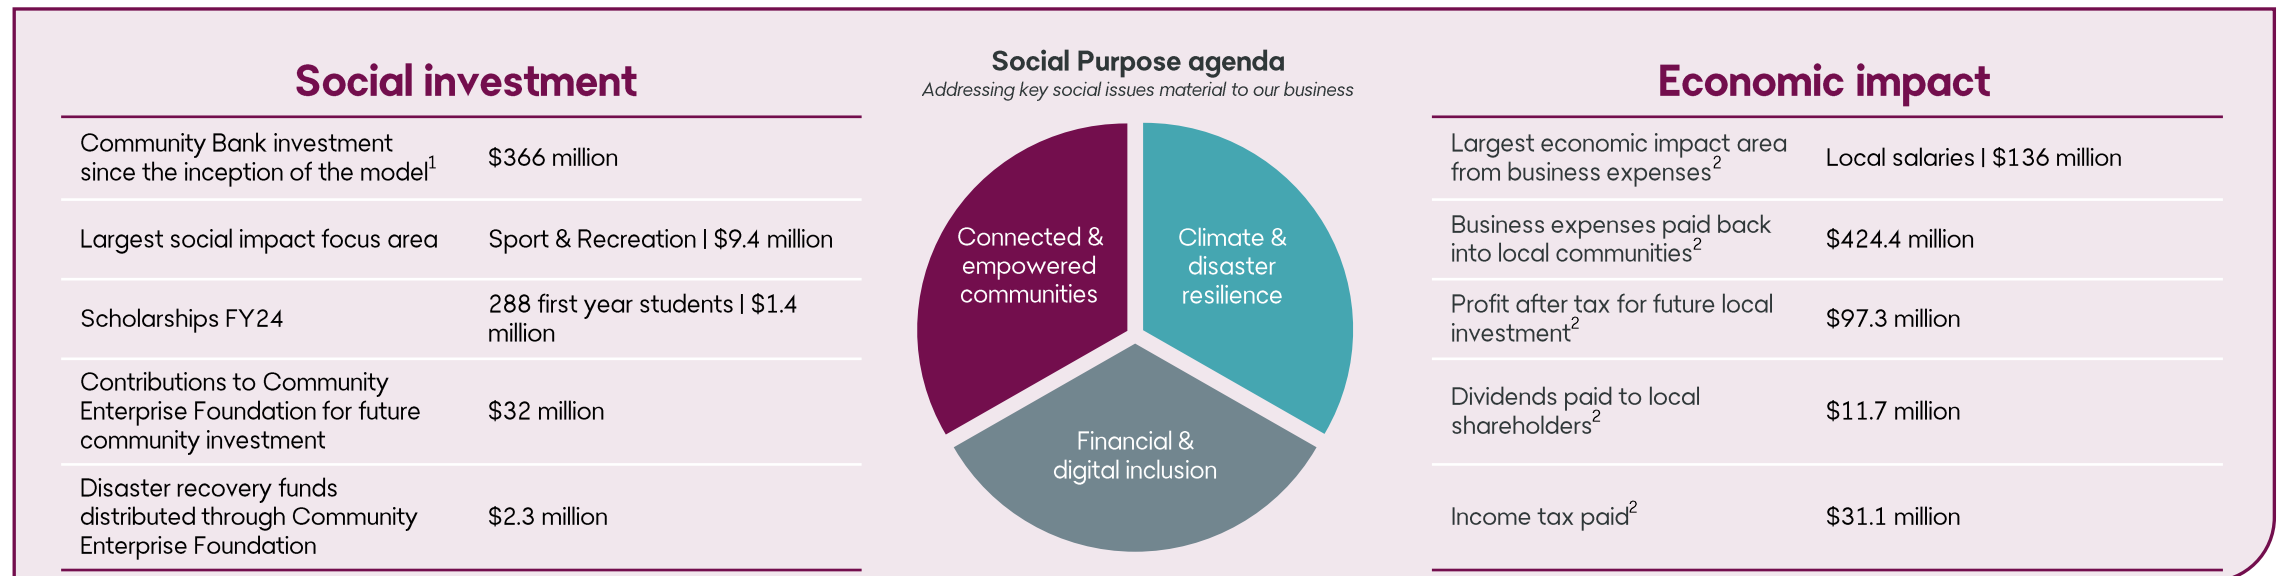 Social investment
Community Bank investment
since the inception of the model¹
$366 million
Largest social impact focus area
Sport & Recreation | $9.4 million
Scholarships FY24
288 first year students | $1.4
million
Contributions to Community
Enterprise Foundation for future
community investment
$32 million
Disaster recovery funds
distributed through Community
Enterprise Foundation
$2.3 million
Social Purpose agenda
Addressing key social issues material to our business
Connected &
empowered
communities
Climate &
disaster
resilience
Financial &
digital inclusion
Economic impact
Largest economic impact area
from business expenses²
Local salaries | $136 million
Business expenses paid back
into local communities²
$424.4 million
Profit after tax for future local
investment²
$97.3 million
Dividends paid to local
shareholders²
$11.7 million
Income tax paid²
$31.1 million